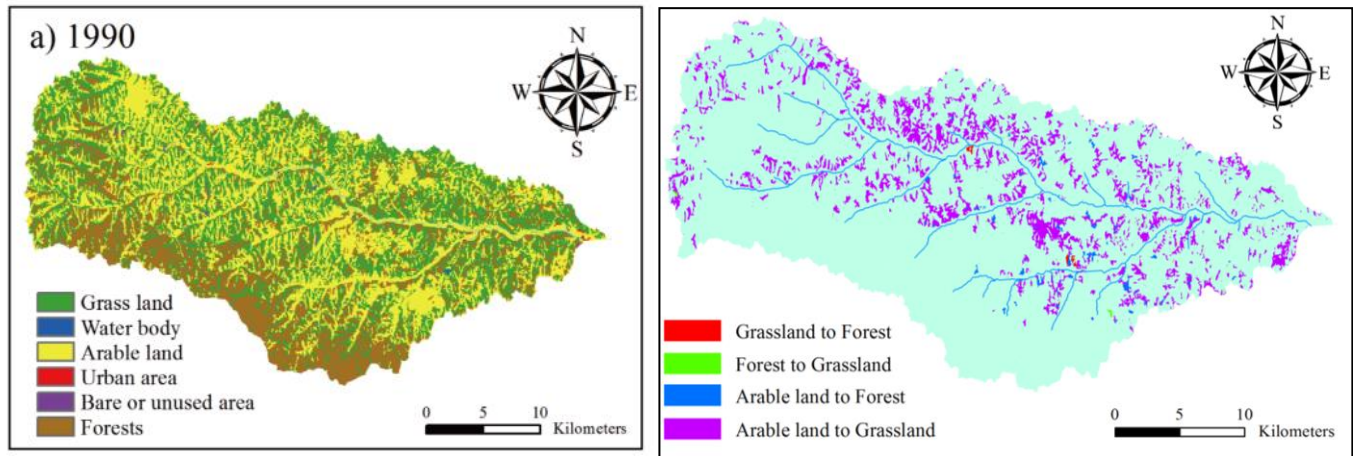 a) 1990
N
W E
S
Grass land
Water body
Arable land
Urban area
Bare or unused area
Forests
0 5 10
Kilometers
N
W E
S
Grassland to Forest
Forest to Grassland
Arable land to Forest
Arable land to Grassland
0 5 10
Kilometers